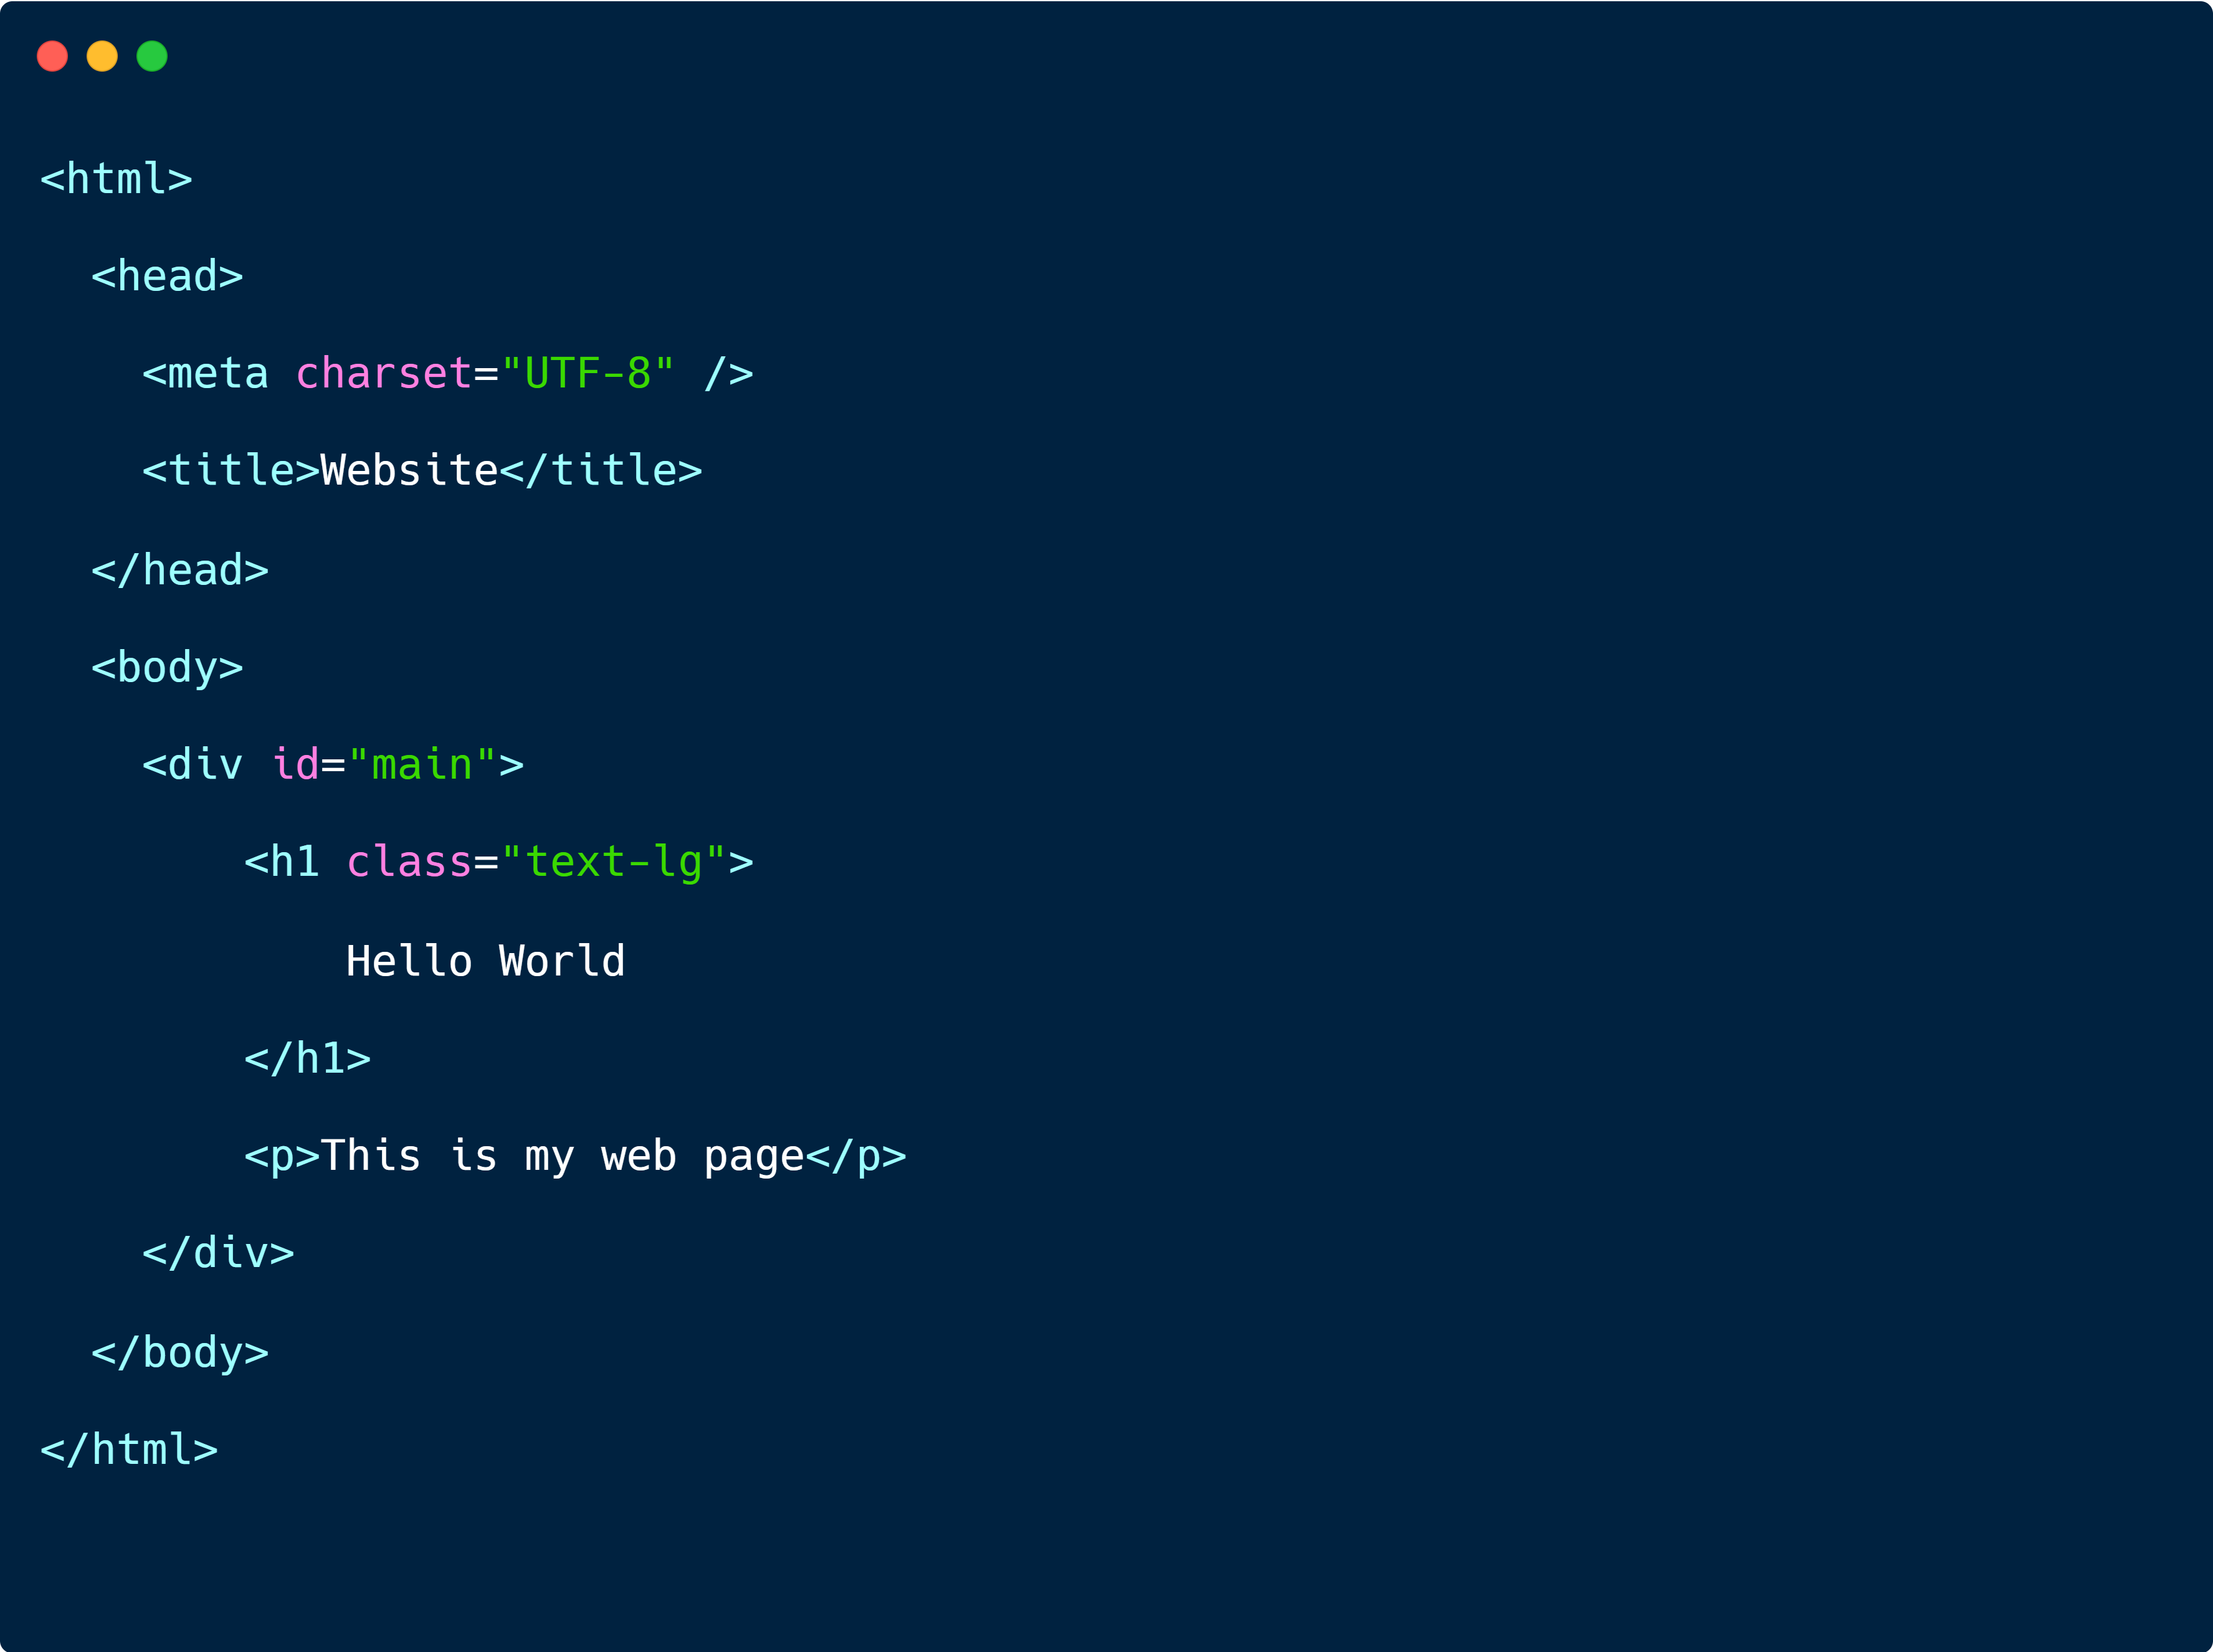 <html>
  <head>
    <meta charset="UTF-8" />
    <title>Website</title>
  </head>
  <body>
    <div id="main">
        <h1 class="text-lg">
            Hello World
        </h1>
        <p>This is my web page</p>
    </div>
  </body>
</html>